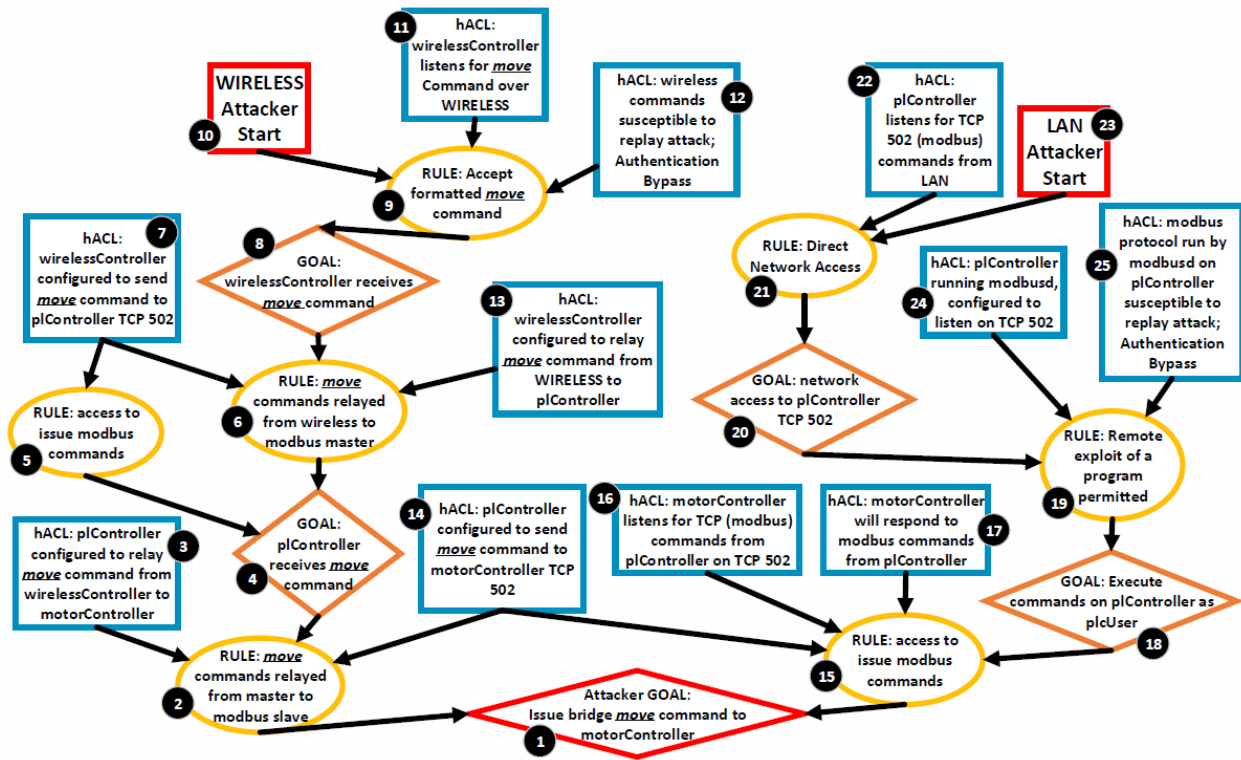 11
hACL:
wirelessController
listens for move
Command over
WIRELESS
WIRELESS
Attacker
Start
10
hACL: wireless
commands
susceptible to
replay attack;
Authentication
Bypass
12
22
hACL:
plController
listens for TCP
502 (modbus)
commands from
LAN
LAN
Attacker
Start
23
RULE: Accept
formatted move
command
9
7
hACL:
wirelessController
configured to send
move command to
plController TCP 502
8
GOAL:
wirelessController receives
move command
13
hACL:
wirelessController
configured to relay
move command from
WIRELESS to
plController
RULE: Direct
Network Access
21
hACL: plController
running modbusd,
configured to
listen on TCP 502
24
hACL: modbus
protocol run by
modbusd on
plController
susceptible to
replay attack;
Authentication
Bypass
25
RULE: access to
issue modbus
commands
5
RULE: move
commands relayed
from wireless to
modbus master
6
GOAL: network
access to plController
TCP 502
20
RULE: Remote
exploit of a
program
permitted
19
hACL: plController
configured to relay
move command from
wirelessController to
motorController
3
GOAL:
plController
receives move
command
4
14
hACL: plController
configured to send
move command to
motorController TCP
502
16
hACL: motorController
listens for TCP (modbus)
commands from
plController on TCP 502
hACL: motorController
will respond to
modbus commands
from plController
17
GOAL: Execute
commands on plController as
plcUser
18
RULE: move
commands relayed
from master to
modbus slave
2
RULE: access to
issue modbus
commands
15
Attacker GOAL:
Issue bridge move command to
motorController
1